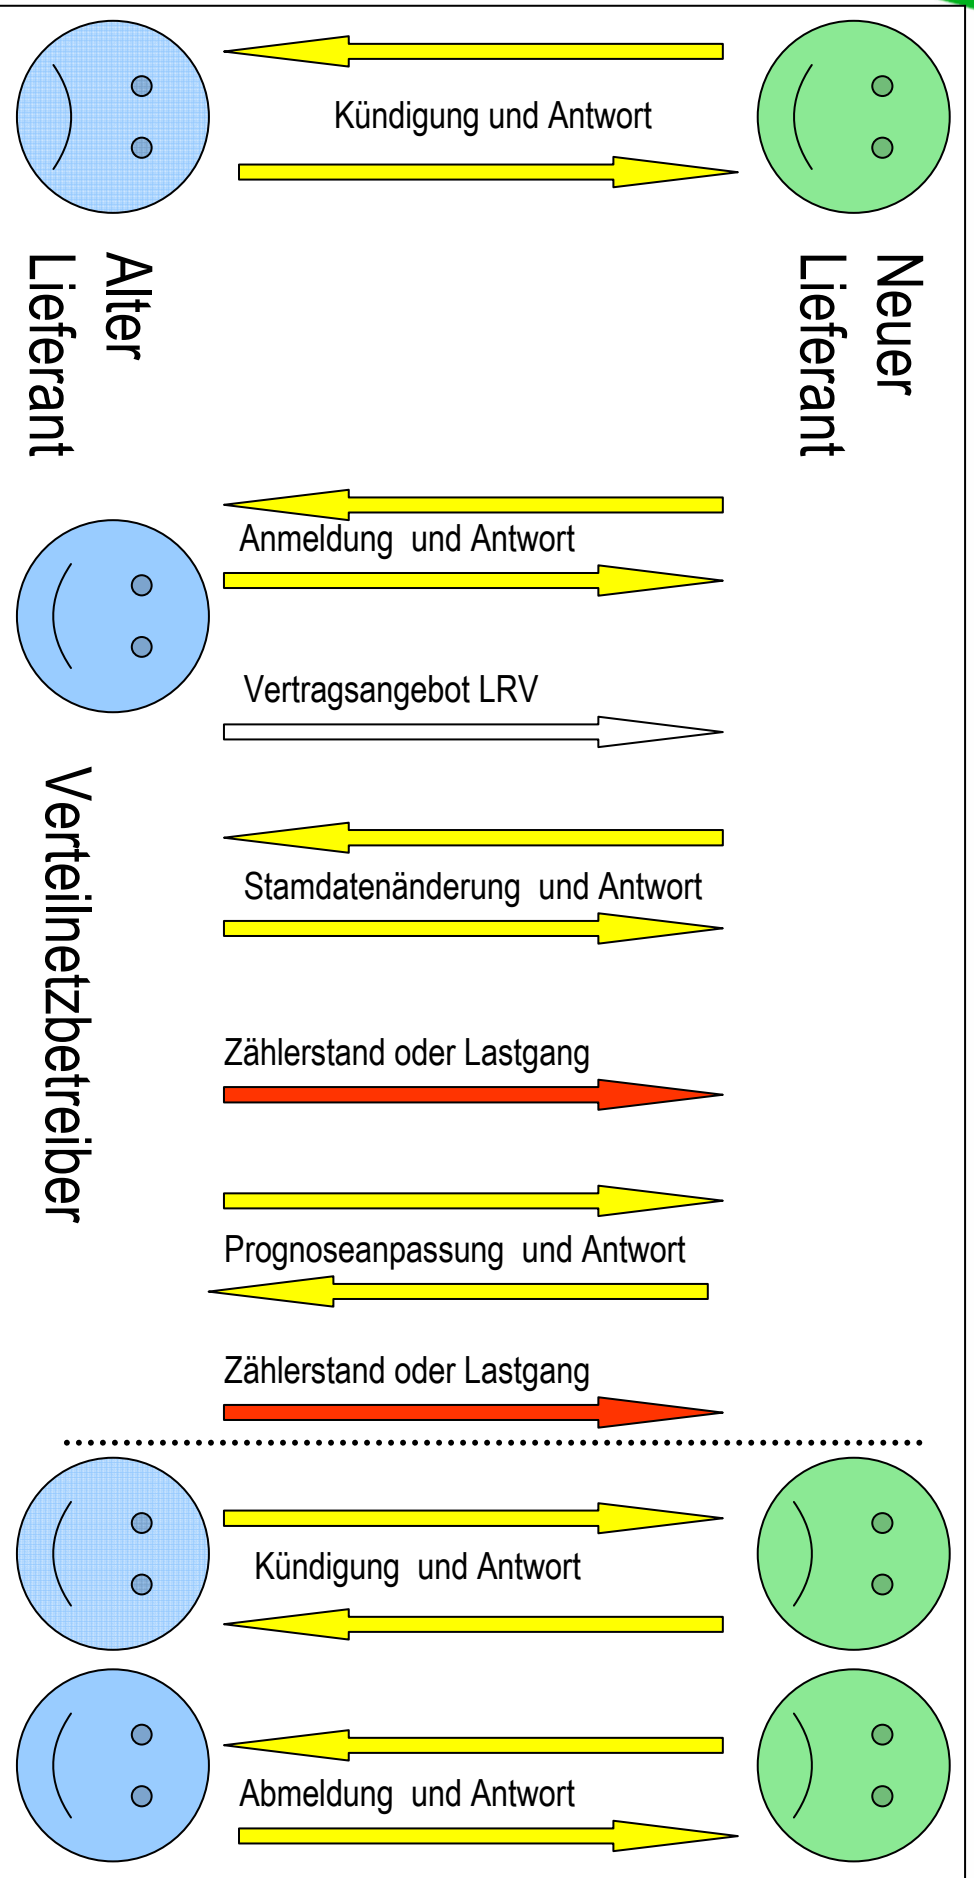 Kündigung und Antwort
Alter
Lieferant
Neuer
Lieferant
Anmeldung und Antwort
Vertragsangebot LRV
Verteilnetzbetreiber
Stamdatenänderung und Antwort
Zählerstand oder Lastgang
Prognoseanpassung und Antwort
Zählerstand oder Lastgang
Kündigung und Antwort
Abmeldung und Antwort